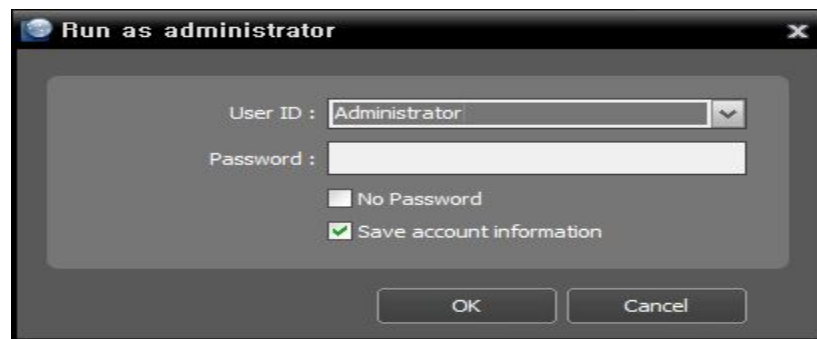 Run as administrator
User ID : Administrator
Password :
No Password
Save account information
OK Cancel